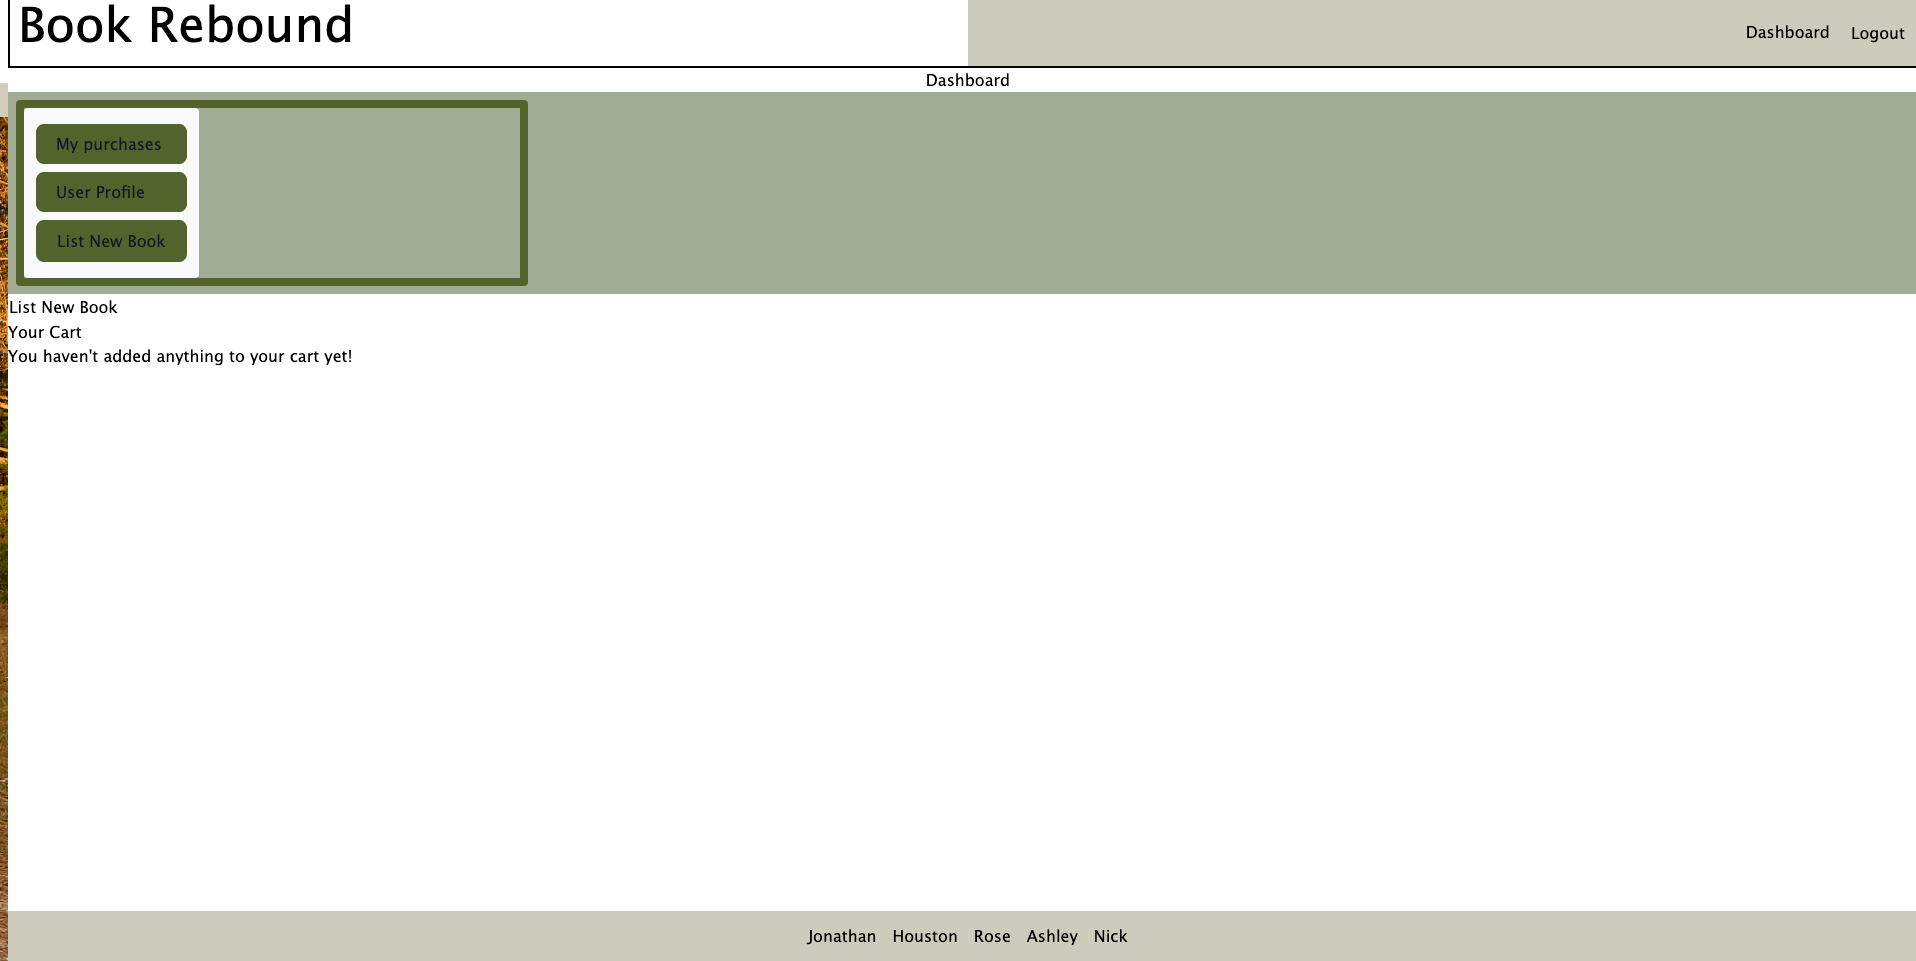 Book Rebound
Dashboard Logout
Dashboard
My purchases
User Profile
List New Book
List New Book
Your Cart
You haven't added anything to your cart yet!
Jonathan Houston Rose Ashley Nick